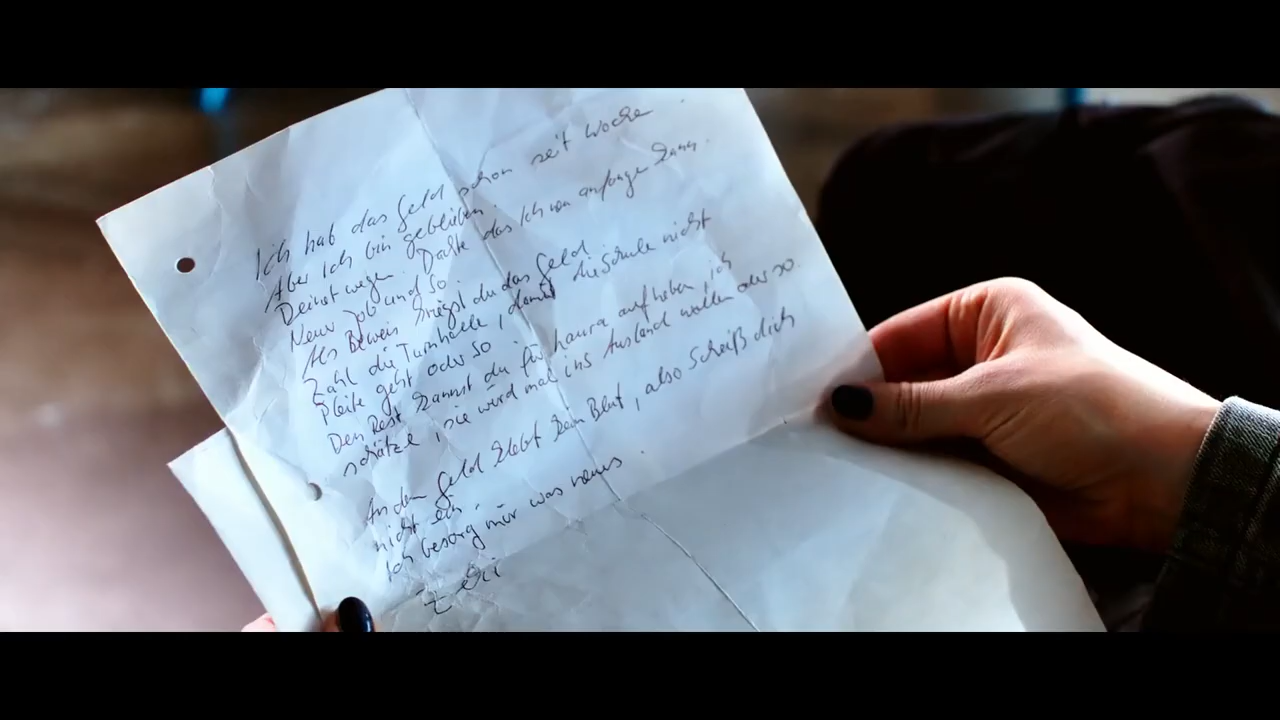 Ich hab das Geld schon seit Woche
Aber Ich bin geblieben.
Deinetwegen. Dachte das Ich von anfange kann.
Neuer Job und so
Als Beweis kriegst du das Geld
Zahl die Turnhalle, damit die Schule nicht
Pleite geht oder so
Den Rest kannst du für haura aufheben, ich
schätze, sie wird mal ins Ausland wollen oder so.
An dem Geld klebt kein Blut, also Scheiß dich
nicht ein.
Ich besorg mir was neues.
Zeki